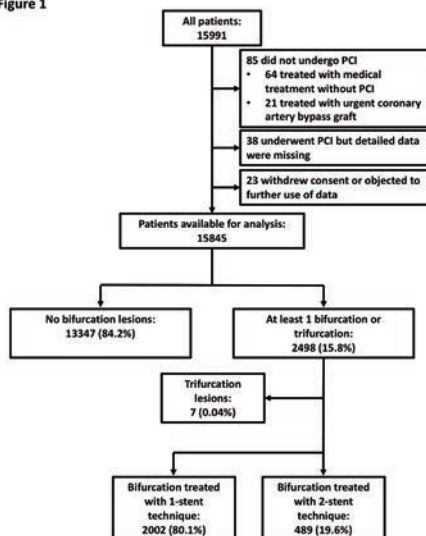 Figure 1
All patients:
15991
85 did not undergo PCI
• 64 treated with medical
treatment without PCI
• 21 treated with urgent coronary
artery bypass graft
38 underwent PCI but detailed data
were missing
23 withdrew consent or objected to
further use of data
Patients available for analysis:
15845
No bifurcation lesions:
13347 (84.2%)
At least 1 bifurcation or
trifurcation:
2498 (15.8%)
Trifurcation
lesions:
7 (0.04%)
Bifurcation treated
with 1-stent
technique:
2002 (80.1%)
Bifurcation treated
with 2-stent
technique:
489 (19.6%)